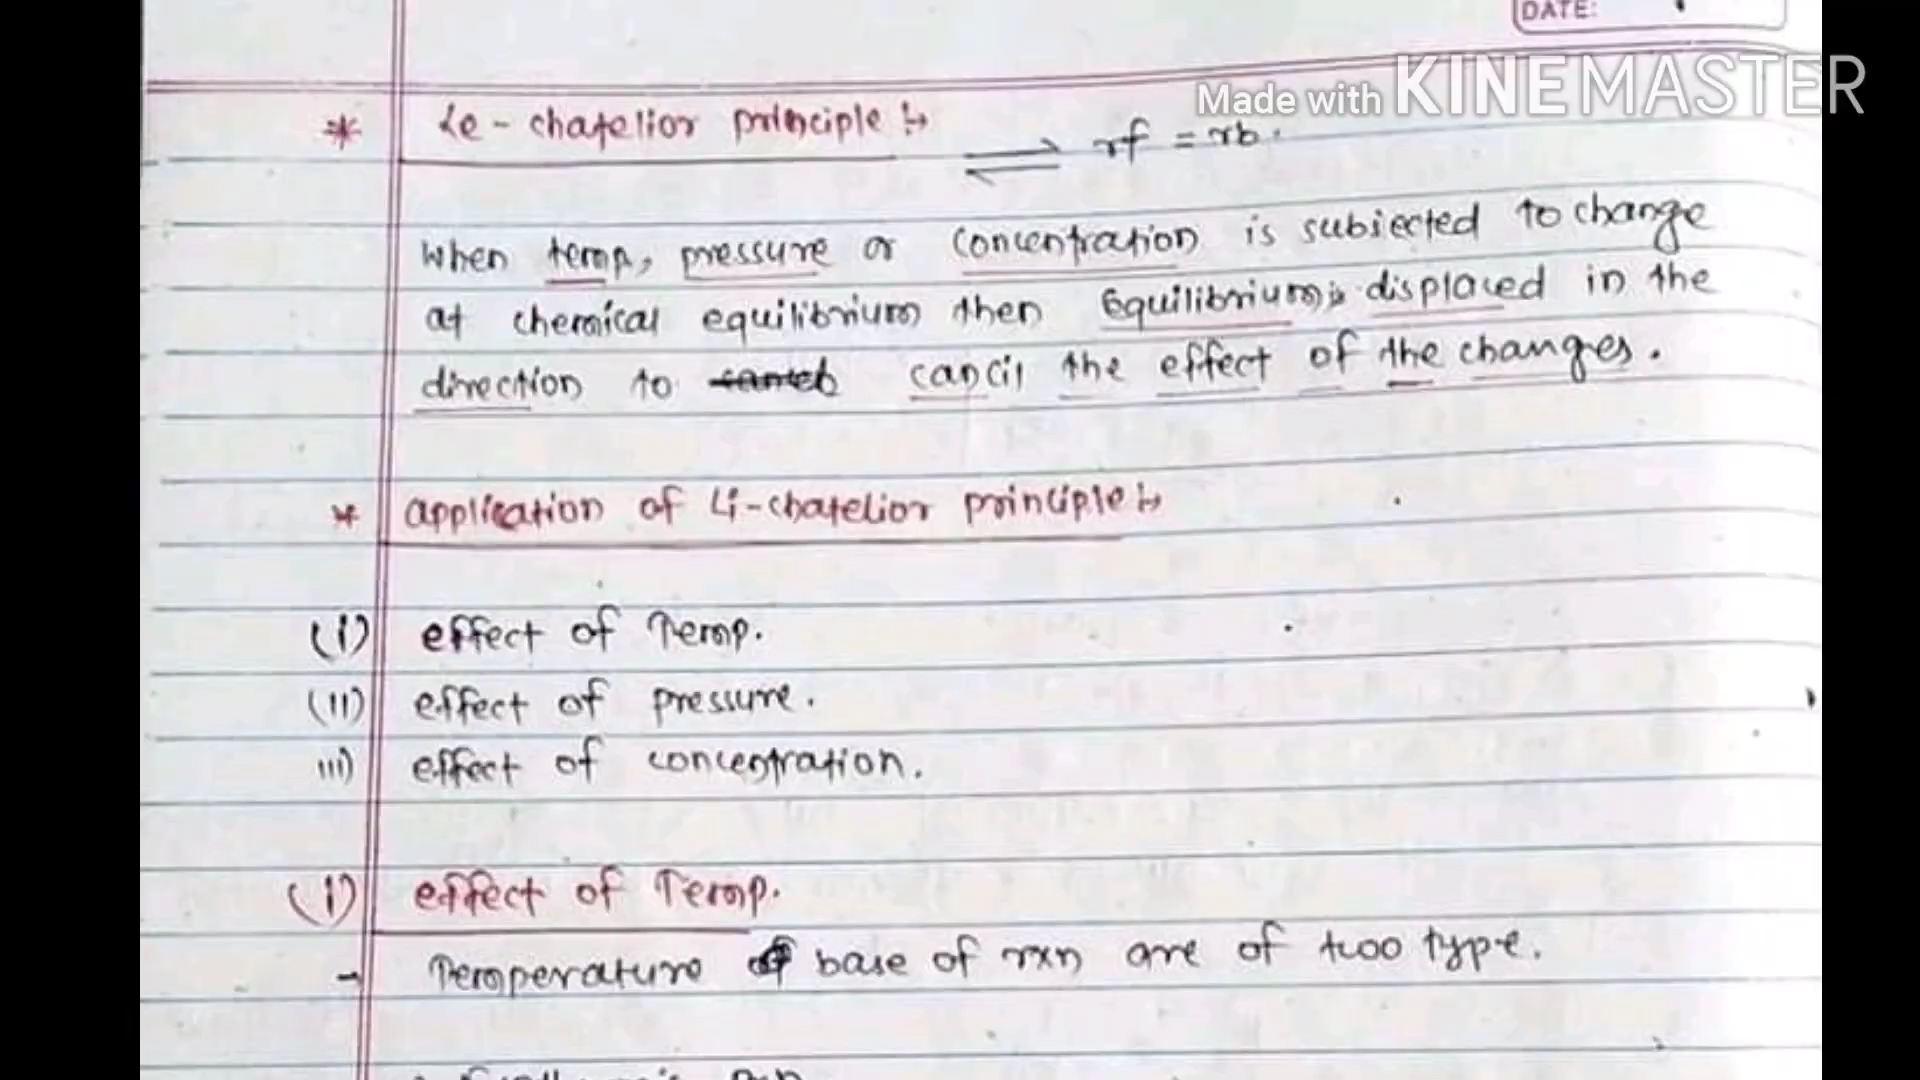 DATE:
Made with KINEMASTER
* Le-chatelior principle :→
⇌ rf = rb.
When temp, pressure or concentration is subjected to change
at chemical equilibrium then Equilibrium is displaced in the
direction to cancil the effect of the changes.
* application of Li-chatelior principle :→
(i) effect of Temp.
(ii) effect of pressure.
iii) effect of concentration.
(i) effect of Temp.
→ Temperature base of rxn are of two type.